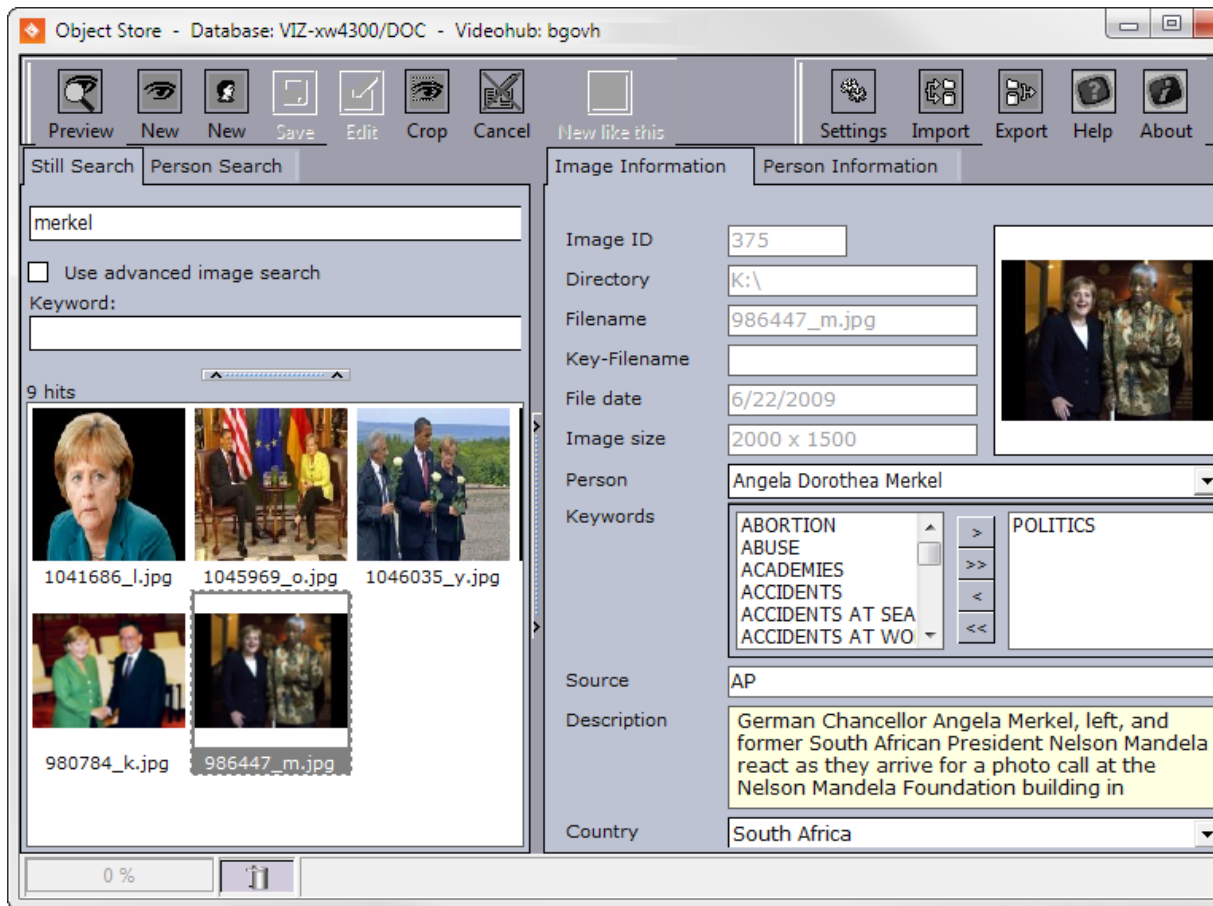 Object Store - Database: VIZ-xw4300/DOC - Videohub: bgovh
Preview New New Save Edit Crop Cancel New like this Settings Import Export Help About
Still Search Person Search
merkel
Use advanced image search
Keyword:
9 hits
1041686_l.jpg 1045969_o.jpg 1046035_y.jpg
980784_k.jpg 986447_m.jpg
Image Information Person Information
Image ID 375
Directory K:\
Filename 986447_m.jpg
Key-Filename
File date 6/22/2009
Image size 2000 x 1500
Person Angela Dorothea Merkel
Keywords
ABORTION > POLITICS
ABUSE
ACADEMIES >>
ACCIDENTS <
ACCIDENTS AT SEA
ACCIDENTS AT WO <<
Source AP
Description German Chancellor Angela Merkel, left, and
former South African President Nelson Mandela
react as they arrive for a photo call at the
Nelson Mandela Foundation building in
Country South Africa
0 %